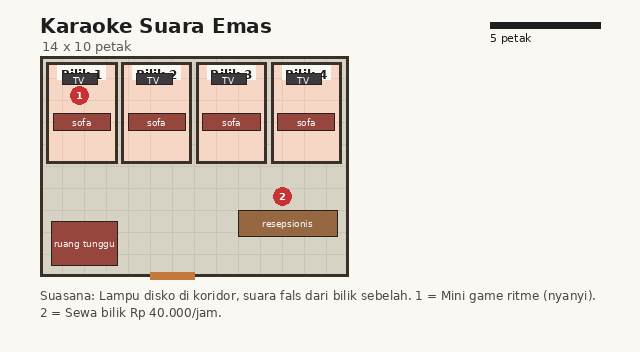 Karaoke Suara Emas
14 x 10 petak
5 petak
Bilik 1 Bilik 2 Bilik 3 Bilik 4
TV TV TV TV
1
sofa sofa sofa sofa
2
resepsionis
ruang tunggu
Suasana: Lampu disko di koridor, suara fals dari bilik sebelah. 1 = Mini game ritme (nyanyi).
2 = Sewa bilik Rp 40.000/jam.